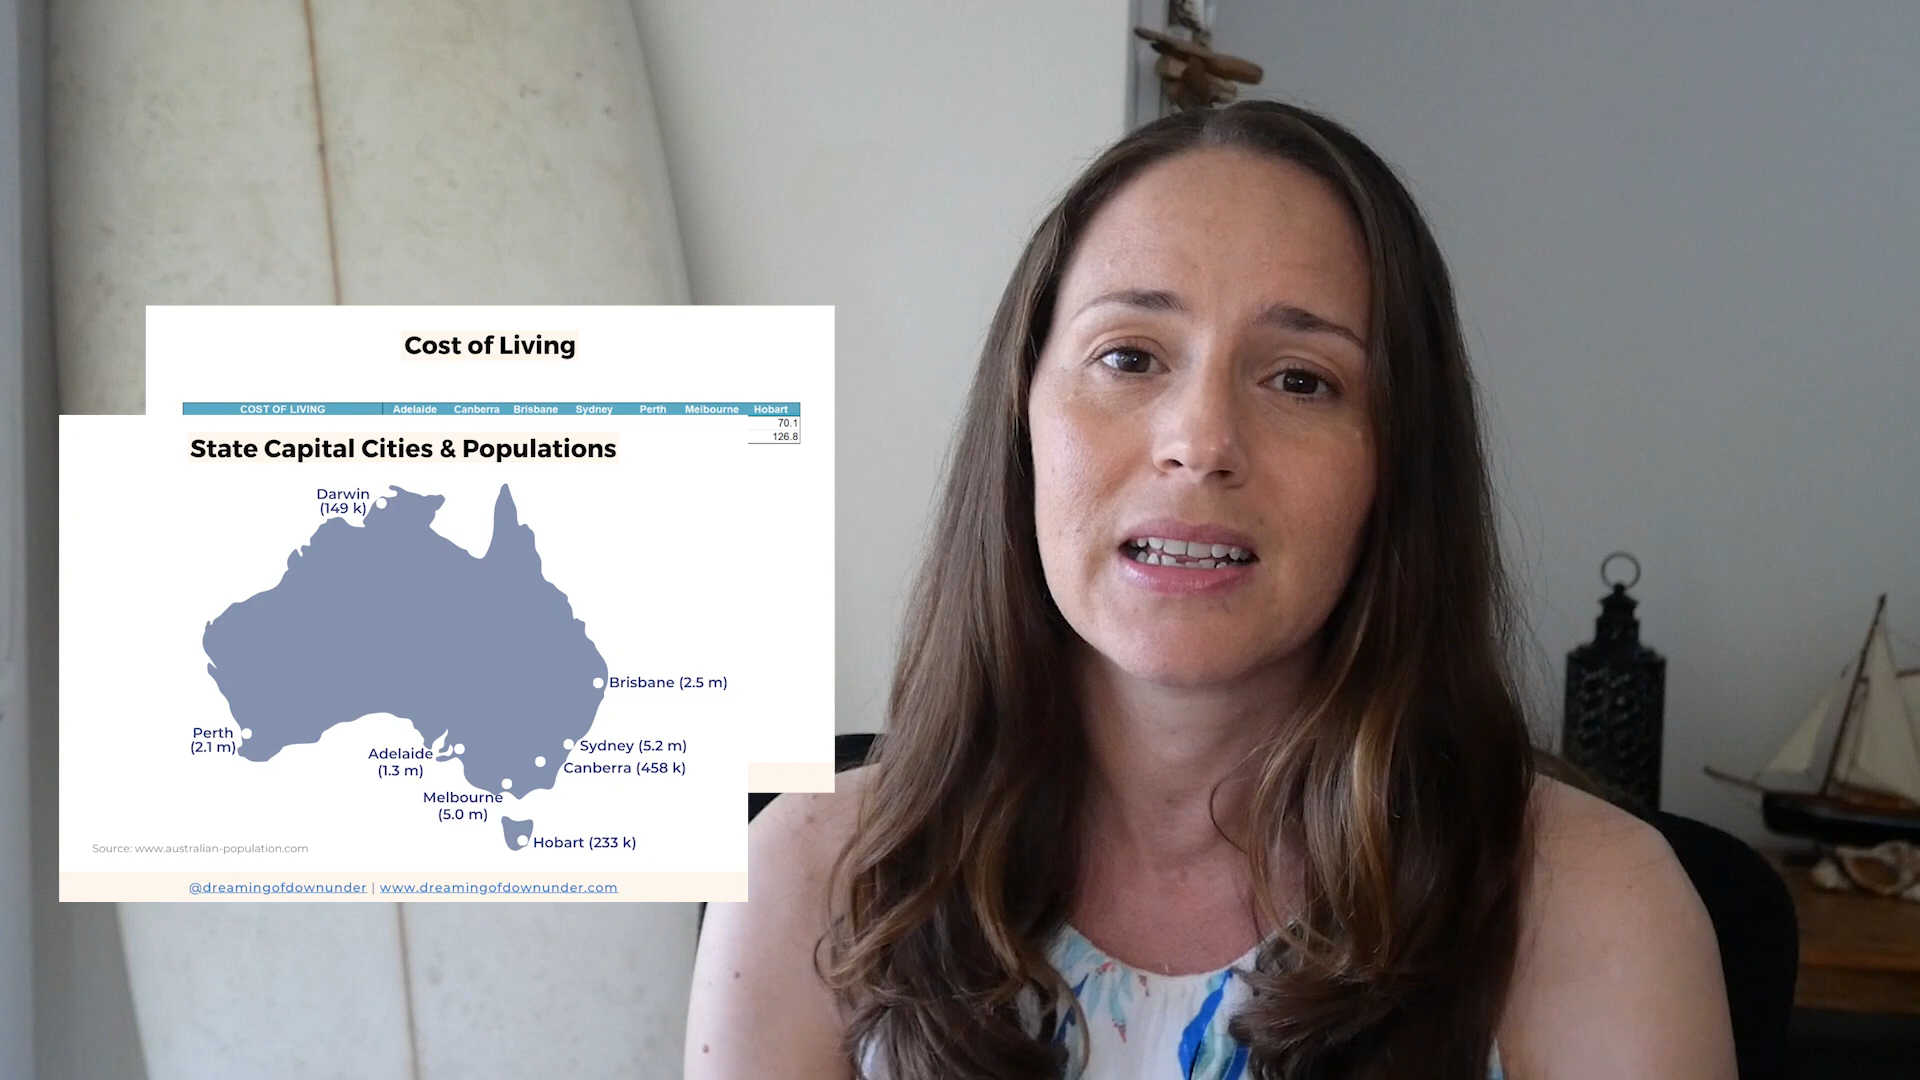 Cost of Living
COST OF LIVING Adelaide Canberra Brisbane Sydney Perth Melbourne Hobart
70.1
126.8
State Capital Cities & Populations
Darwin
(149 k)
Brisbane (2.5 m)
Perth
(2.1 m)
Sydney (5.2 m)
Adelaide
(1.3 m)
Canberra (458 k)
Melbourne
(5.0 m)
Hobart (233 k)
Source: www.australian-population.com
@dreamingofdownunder | www.dreamingofdownunder.com